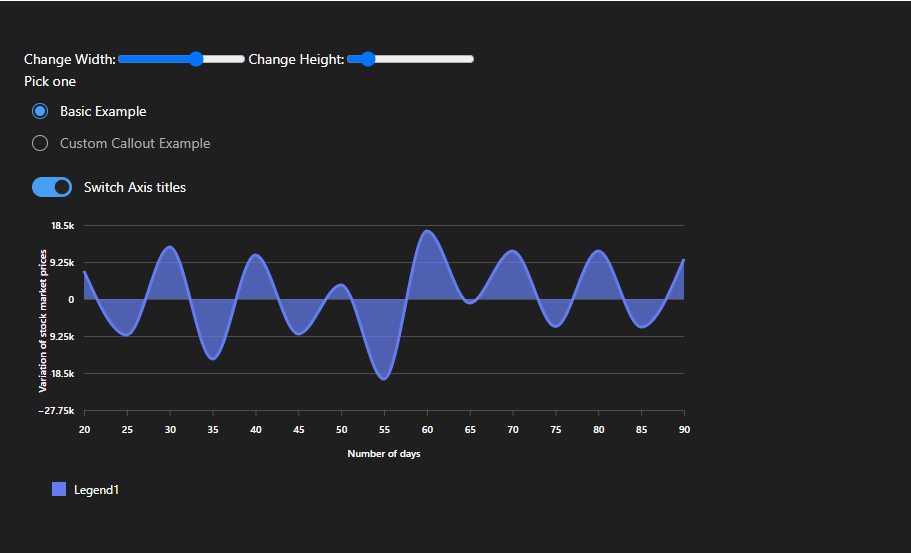 Change Width: Change Height:
Pick one
Basic Example
Custom Callout Example
Switch Axis titles
18.5k
9.25k
0
9.25k
-18.5k
−27.75k
Variation of stock market prices
20 25 30 35 40 45 50 55 60 65 70 75 80 85 90
Number of days
Legend1